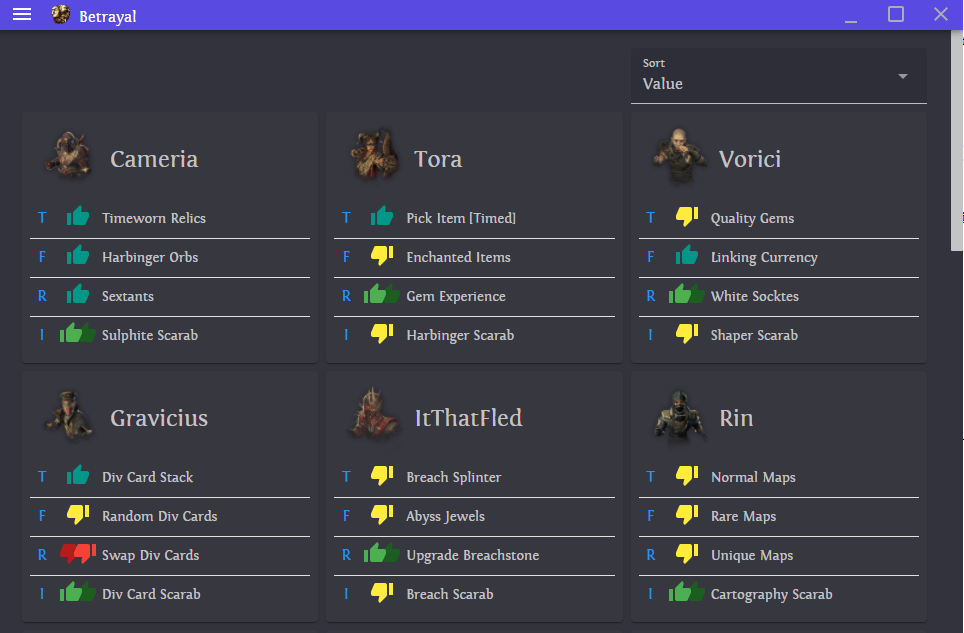 Betrayal
Sort
Value
Cameria
T Timeworn Relics
F Harbinger Orbs
R Sextants
I Sulphite Scarab
Tora
T Pick Item [Timed]
F Enchanted Items
R Gem Experience
I Harbinger Scarab
Vorici
T Quality Gems
F Linking Currency
R White Socktes
I Shaper Scarab
Gravicius
T Div Card Stack
F Random Div Cards
R Swap Div Cards
I Div Card Scarab
ItThatFled
T Breach Splinter
F Abyss Jewels
R Upgrade Breachstone
I Breach Scarab
Rin
T Normal Maps
F Rare Maps
R Unique Maps
I Cartography Scarab